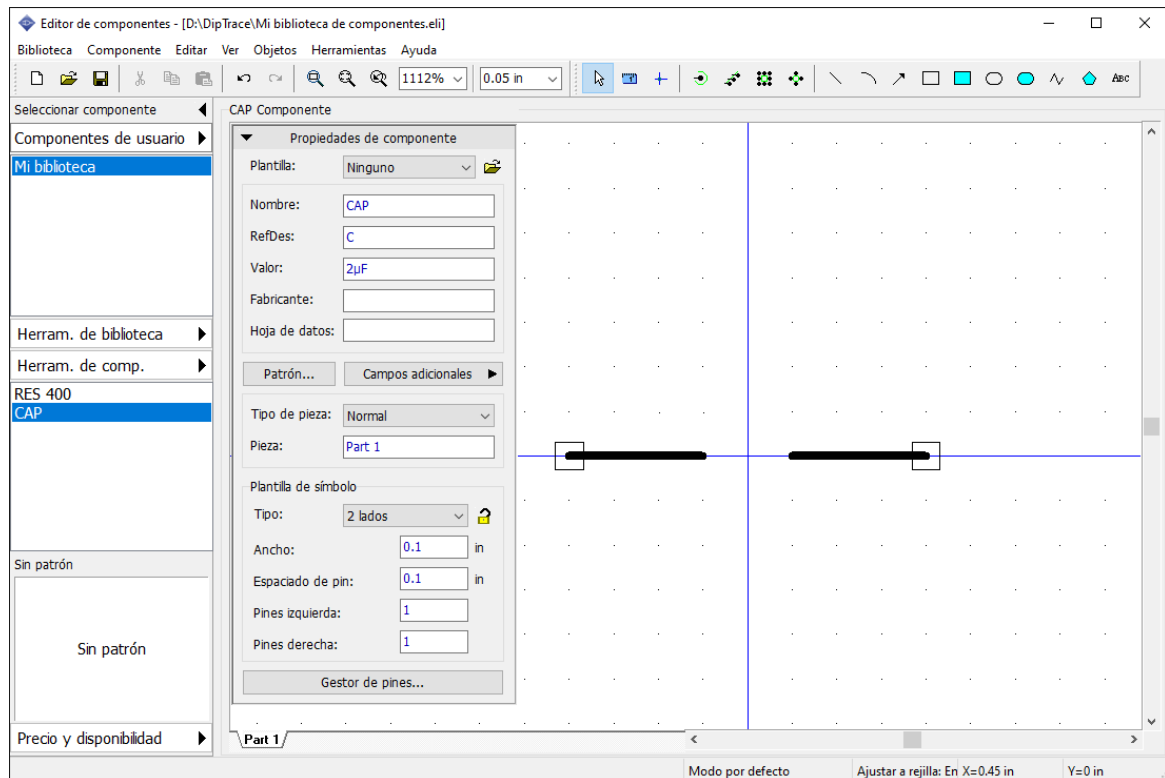 Editor de componentes - [D:\DipTrace\Mi biblioteca de componentes.eli]
Biblioteca Componente Editar Ver Objetos Herramientas Ayuda
1112% 0.05 in ABC
Seleccionar componente
Componentes de usuario
Mi biblioteca
Herram. de biblioteca
Herram. de comp.
RES 400
CAP
Sin patrón
Sin patrón
Precio y disponibilidad
CAP Componente
Propiedades de componente
Plantilla: Ninguno
Nombre: CAP
RefDes: C
Valor: 2µF
Fabricante:
Hoja de datos:
Patrón... Campos adicionales
Tipo de pieza: Normal
Pieza: Part 1
Plantilla de símbolo
Tipo: 2 lados
Ancho: 0.1 in
Espaciado de pin: 0.1 in
Pines izquierda: 1
Pines derecha: 1
Gestor de pines...
Part 1
Modo por defecto Ajustar a rejilla: En X=0.45 in Y=0 in